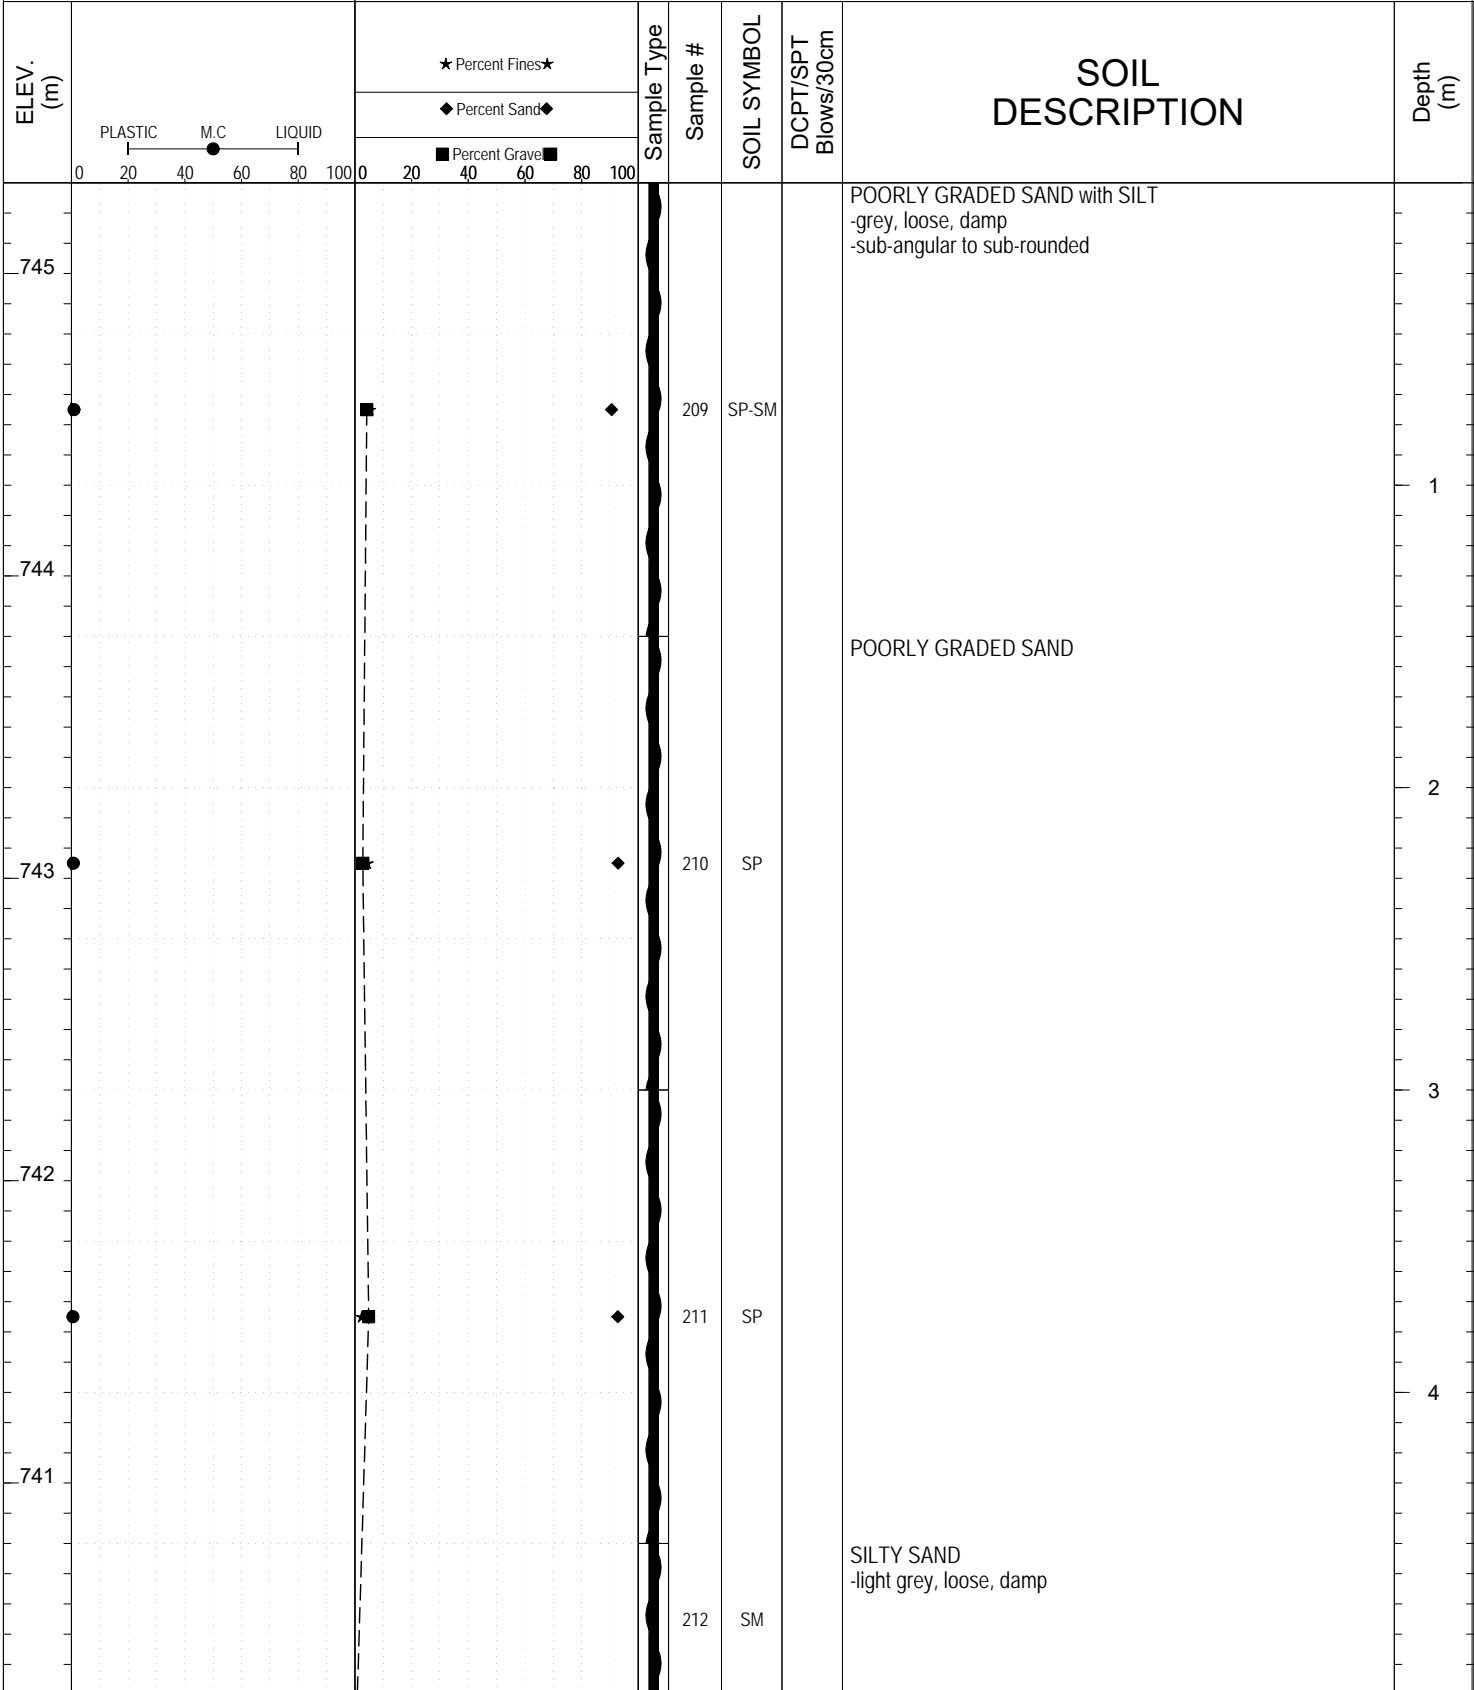 ELEV.
(m)
PLASTIC M.C LIQUID
0 20 40 60 80 100
★ Percent Fines ★
◆ Percent Sand ◆
■ Percent Gravel ■
0 20 40 60 80 100
Sample Type
Sample #
SOIL SYMBOL
DCPT/SPT
Blows/30cm
SOIL
DESCRIPTION
Depth
(m)
POORLY GRADED SAND with SILT
-grey, loose, damp
-sub-angular to sub-rounded
745
209 SP-SM
1
744
POORLY GRADED SAND
2
743
210 SP
3
742
211 SP
4
741
SILTY SAND
-light grey, loose, damp
212 SM